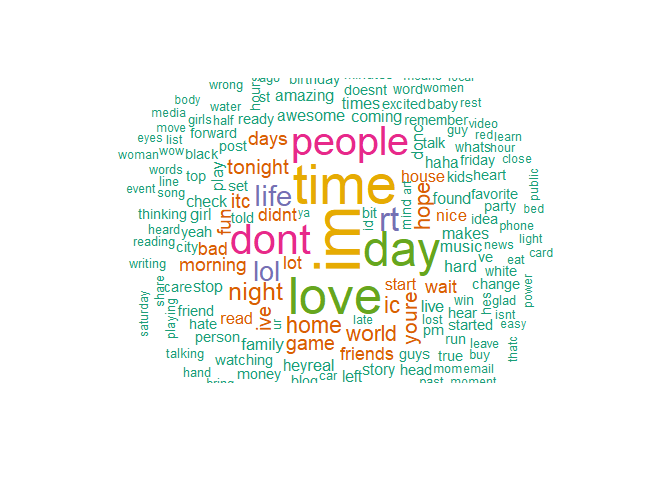 ago birthday minutes means local
wrong hours st amazing doesnt word women
body water times excited baby rest
media girls half ready awesome coming remember video
move forward post days people donc guy red learn
eyes list talk whats hour
woman wow black play tonight haha friday close
words line set time house kids heart public
event song check itc life hope found favorite
thinking girl told fun didnt ya im id bit rt mind art nice idea party bed
heard yeah makes phone
reading city bad dont day music news light
writing morning lol lot hard ve eat card
care stop night love start wait white change power
share friend ic youre live win hes glad
saturday playing hate read ive ur home late world lost pm hear started isnt easy
person game run leave
talking family friends guys true buy thatc
watching hey real story head mom email
hand money blog car left past moment
bring